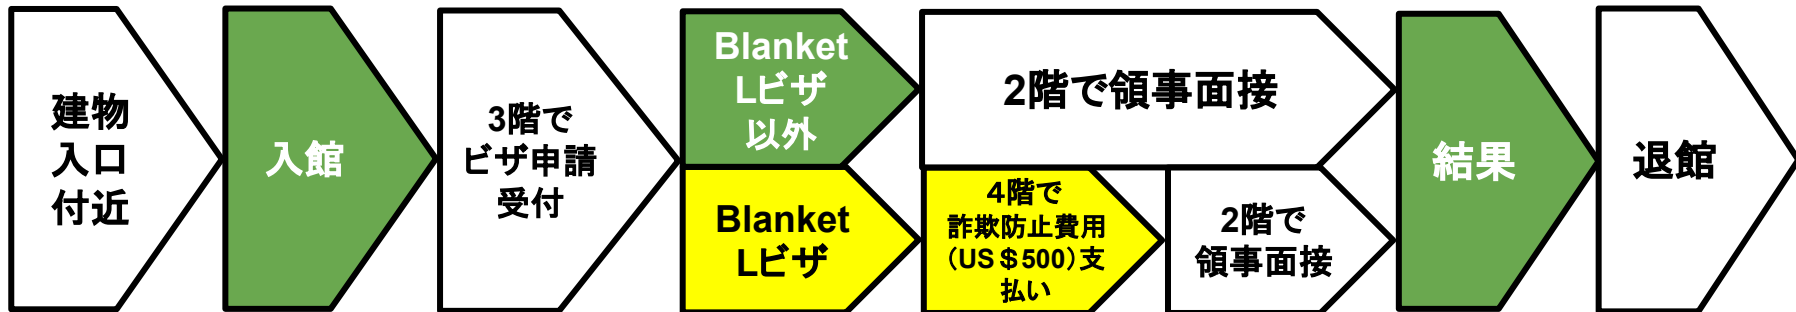 建物
入口
付近
入館
3階で
ビザ申請
受付
Blanket
Lビザ
以外
2階で領事面接
Blanket
Lビザ
4階で
詐欺防止費用
(US＄500)支
払い
2階で
領事面接
結果
退館